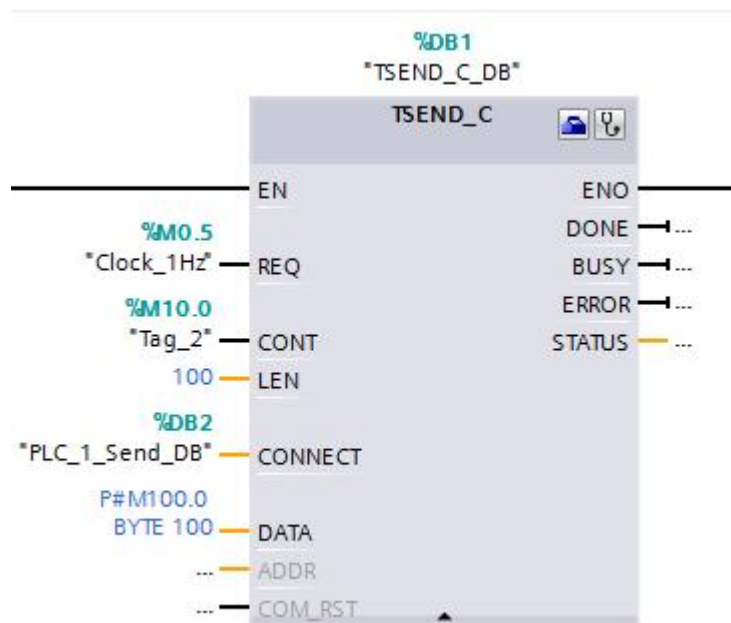 %DB1
"TSEND_C_DB"
TSEND_C
EN ENO
%M0.5 DONE
"Clock_1Hz" REQ BUSY
%M10.0 ERROR
"Tag_2" CONT STATUS
100 LEN
%DB2
"PLC_1_Send_DB" CONNECT
P#M100.0
BYTE 100 DATA
... ADDR
... COM_RST